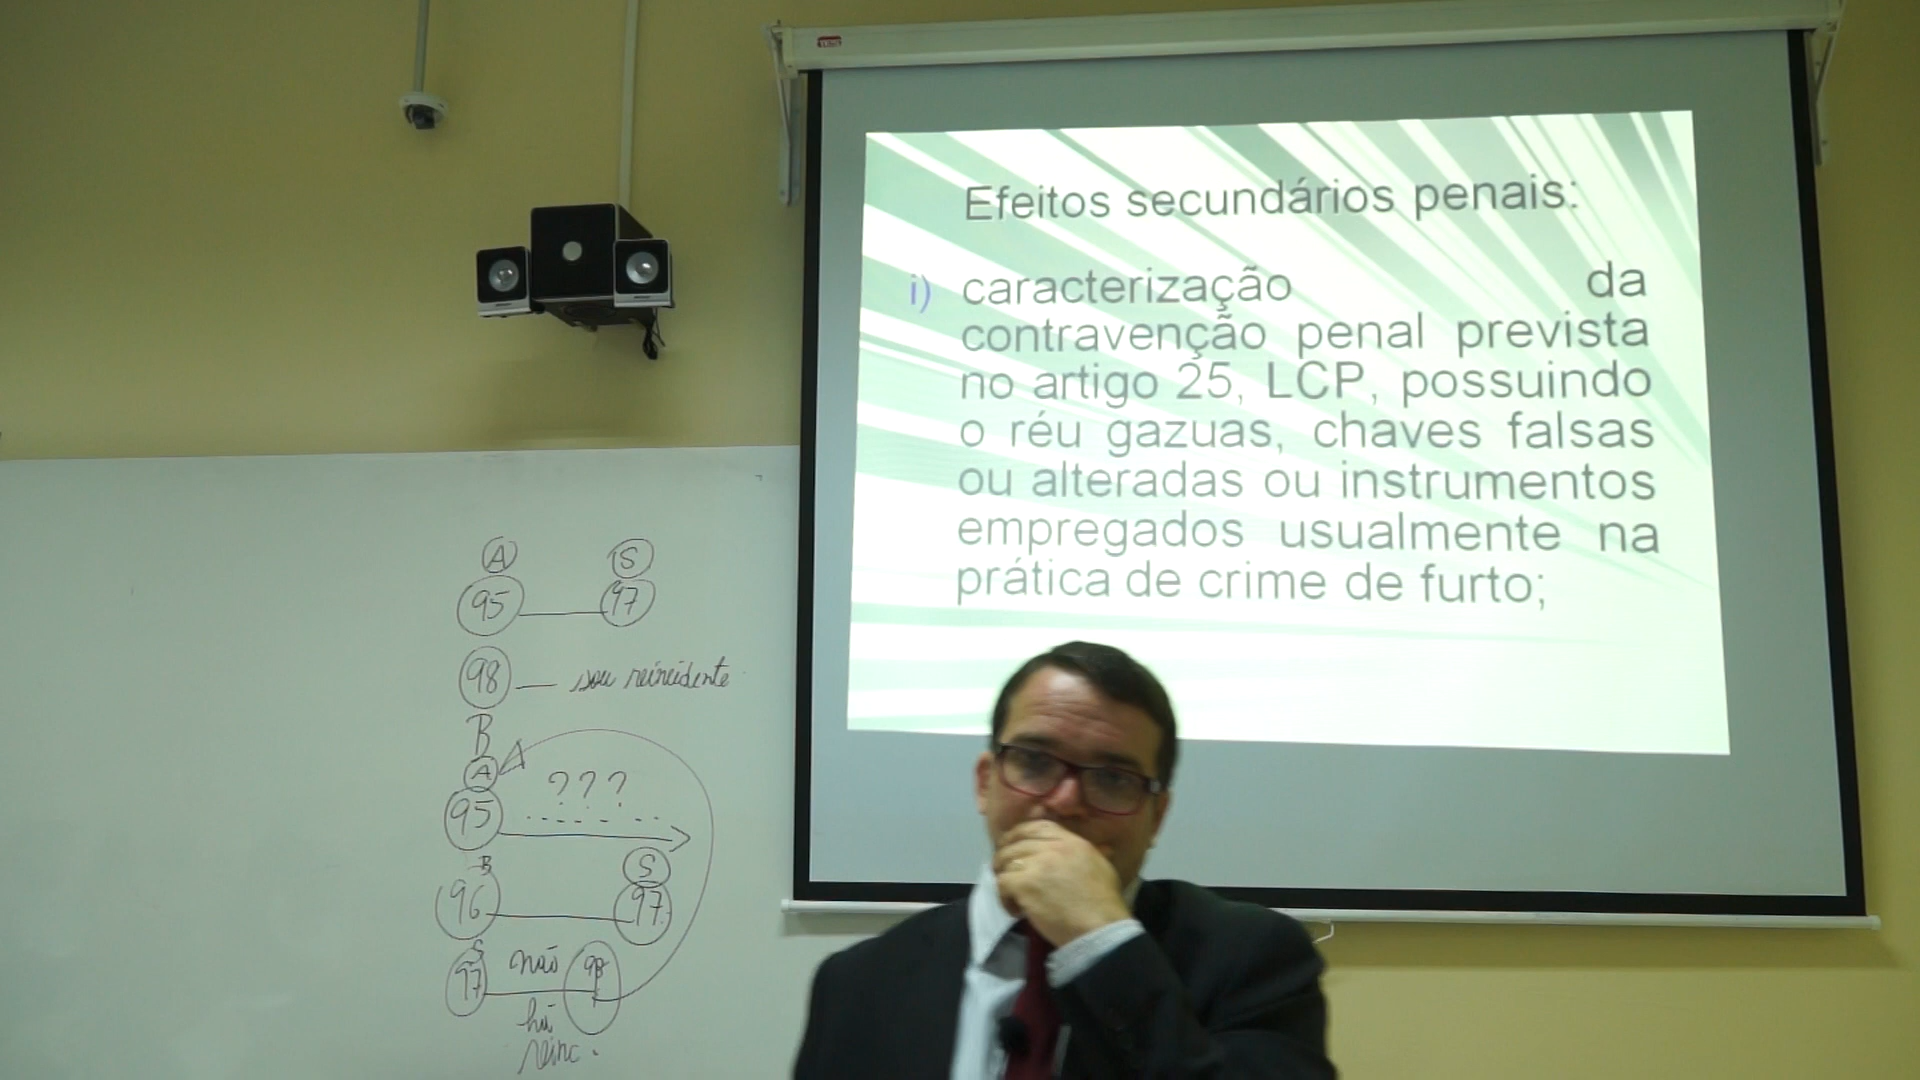 Efeitos secundários penais:
i) caracterização da
contravenção penal prevista
no artigo 25, LCP, possuindo
o réu gazuas, chaves falsas
ou alteradas ou instrumentos
empregados usualmente na
prática de crime de furto;
A S
95 97
98 — sou reincidente
B
A
???
95
B S
96 97
S
97 não 98
há
reinc.